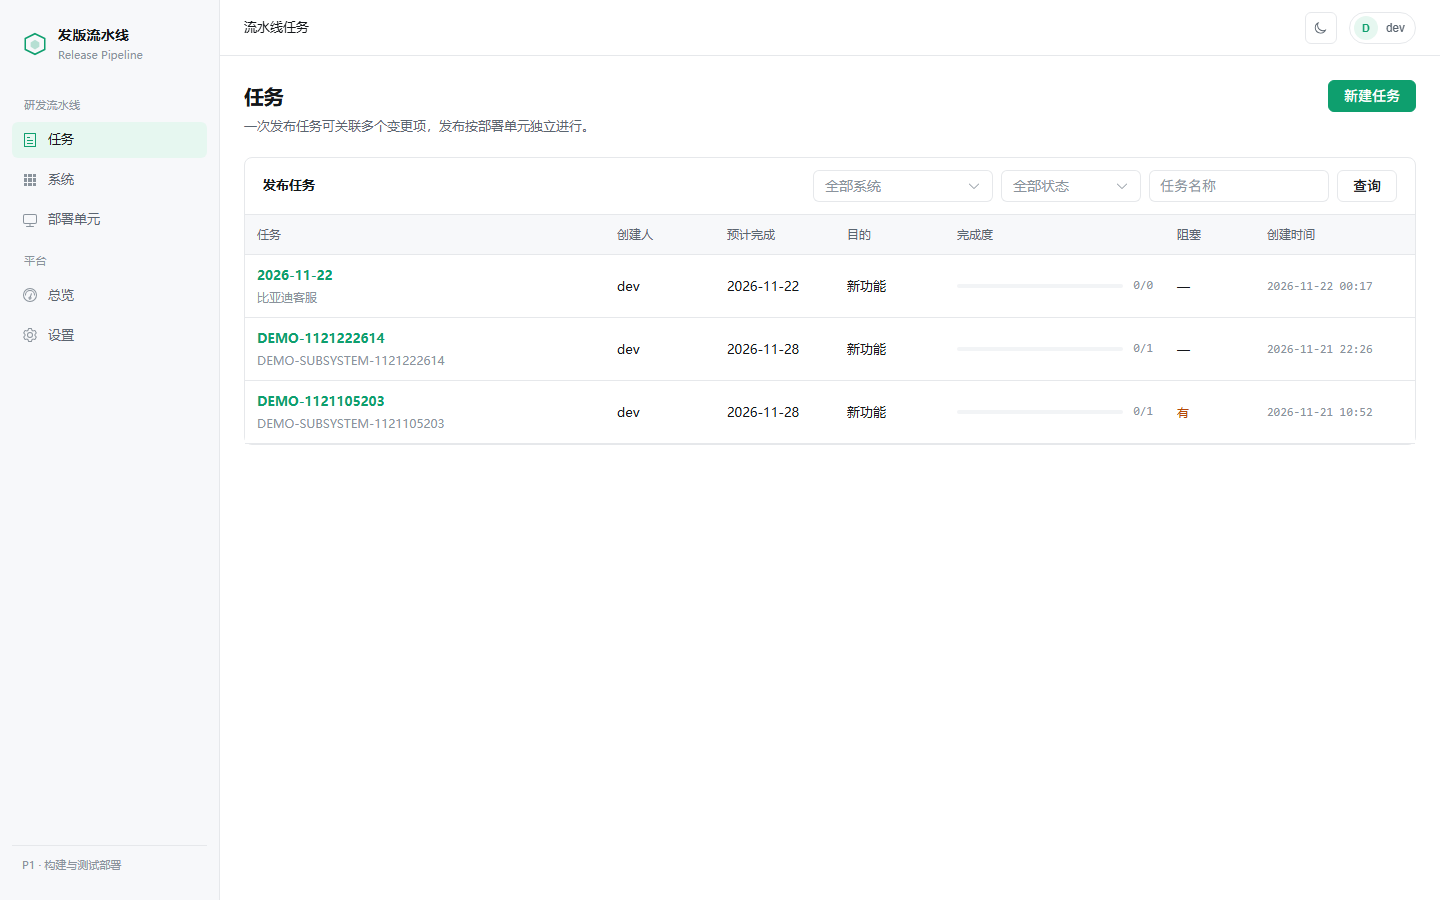 发版流水线
Release Pipeline
研发流水线
任务
系统
部署单元
平台
总览
设置
P1 · 构建与测试部署
流水线任务
D dev
任务
新建任务
一次发布任务可关联多个变更项，发布按部署单元独立进行。
发布任务 全部系统 全部状态 任务名称 查询
任务 创建人 预计完成 目的 完成度 阻塞 创建时间
2026-11-22
比亚迪客服
dev 2026-11-22 新功能 0/0 — 2026-11-22 00:17
DEMO-1121222614
DEMO-SUBSYSTEM-1121222614
dev 2026-11-28 新功能 0/1 — 2026-11-21 22:26
DEMO-1121105203
DEMO-SUBSYSTEM-1121105203
dev 2026-11-28 新功能 0/1 有 2026-11-21 10:52